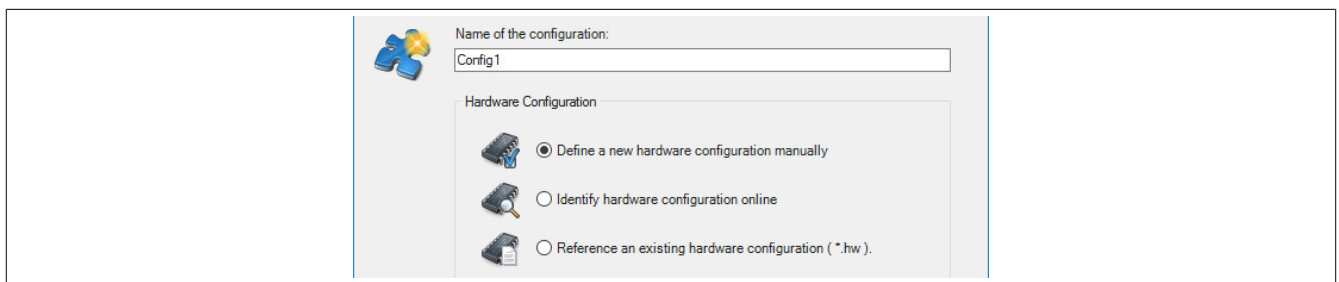 Name of the configuration:
Config1
Hardware Configuration
Define a new hardware configuration manually
Identify hardware configuration online
Reference an existing hardware configuration ( *.hw ).